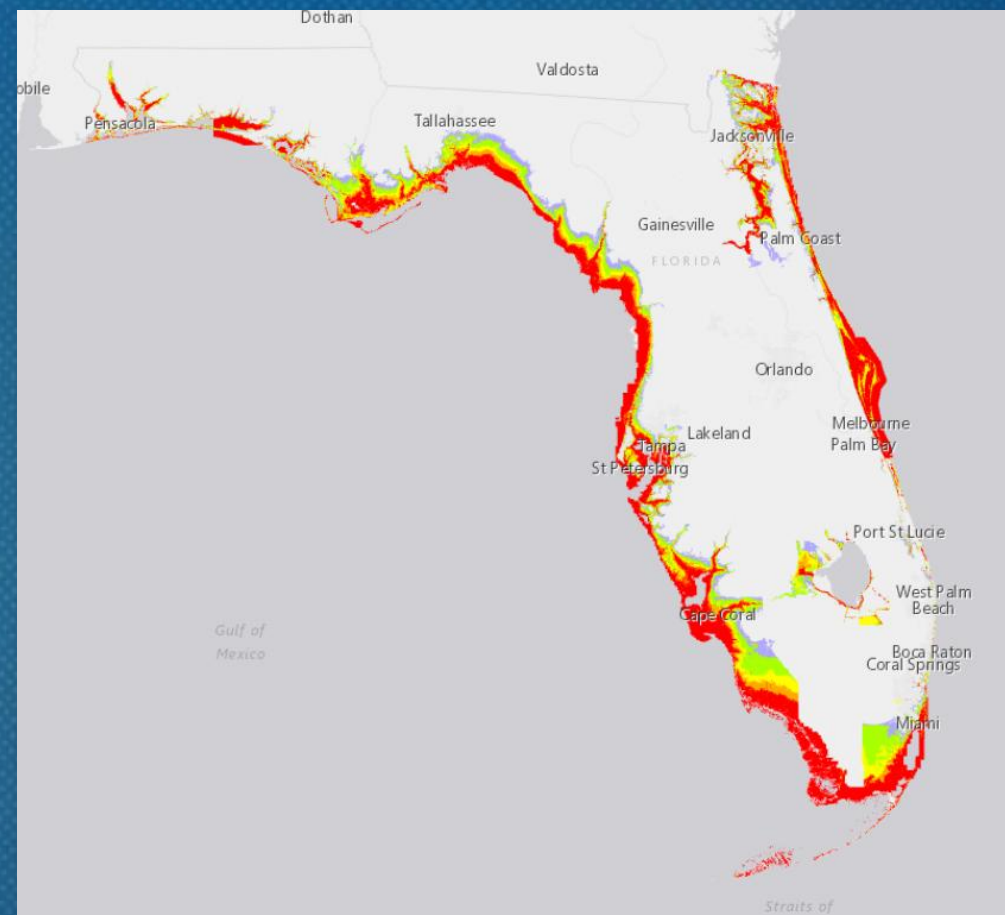 Dothan
Valdosta
obile
Pensacola
Tallahassee
Jacksonville
Gainesville
Palm Coast
FLORIDA
Orlando
Melbourne
Lakeland
Palm Bay
Tampa
St Petersburg
Port St Lucie
West Palm
Beach
Cape Coral
Gulf of
Mexico
Boca Raton
Coral Springs
Miami
Straits of